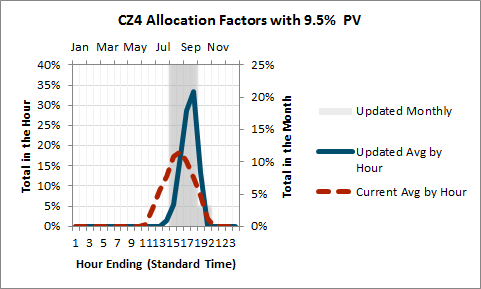 CZ4 Allocation Factors with 9.5% PV
Jan Mar May Jul Sep Nov
40% 25%
35%
30% 20%
25% 15%
20%
15% 10%
10% 5%
5%
0% 0%
Total in the Hour
Total in the Month
1 3 5 7 9 11 13 15 17 19 21 23
Hour Ending (Standard Time)
Updated Monthly
Updated Avg by
Hour
Current Avg by Hour